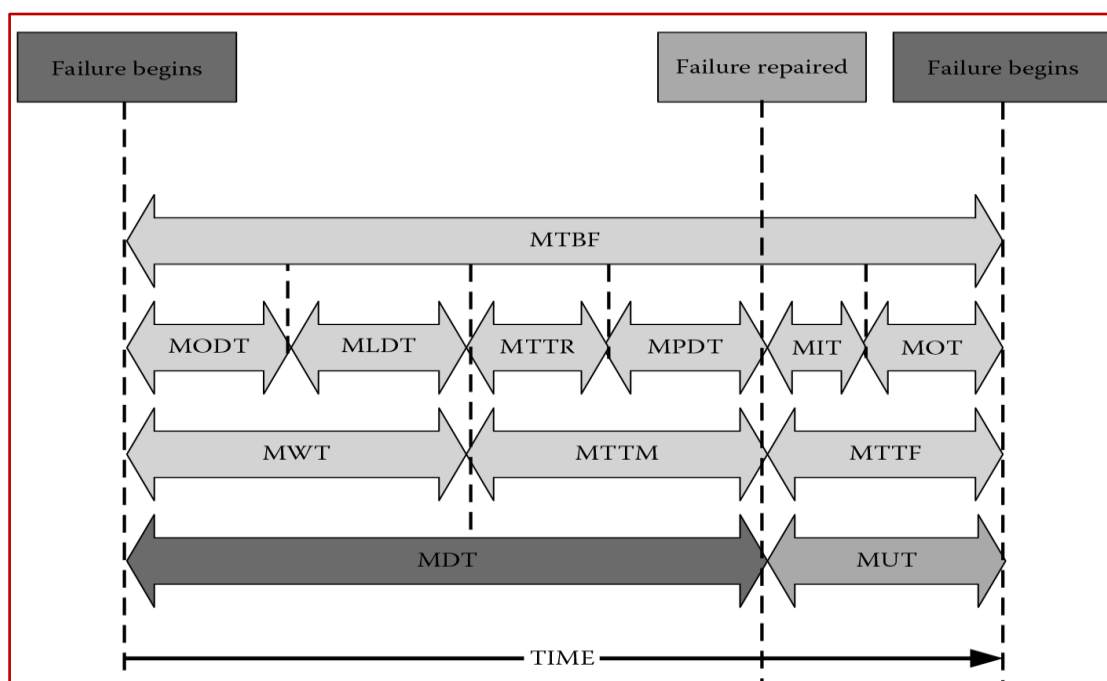 Failure begins
Failure repaired
Failure begins
MTBF
MODT
MLDT
MTTR
MPDT
MIT
MOT
MWT
MTTM
MTTF
MDT
MUT
TIME